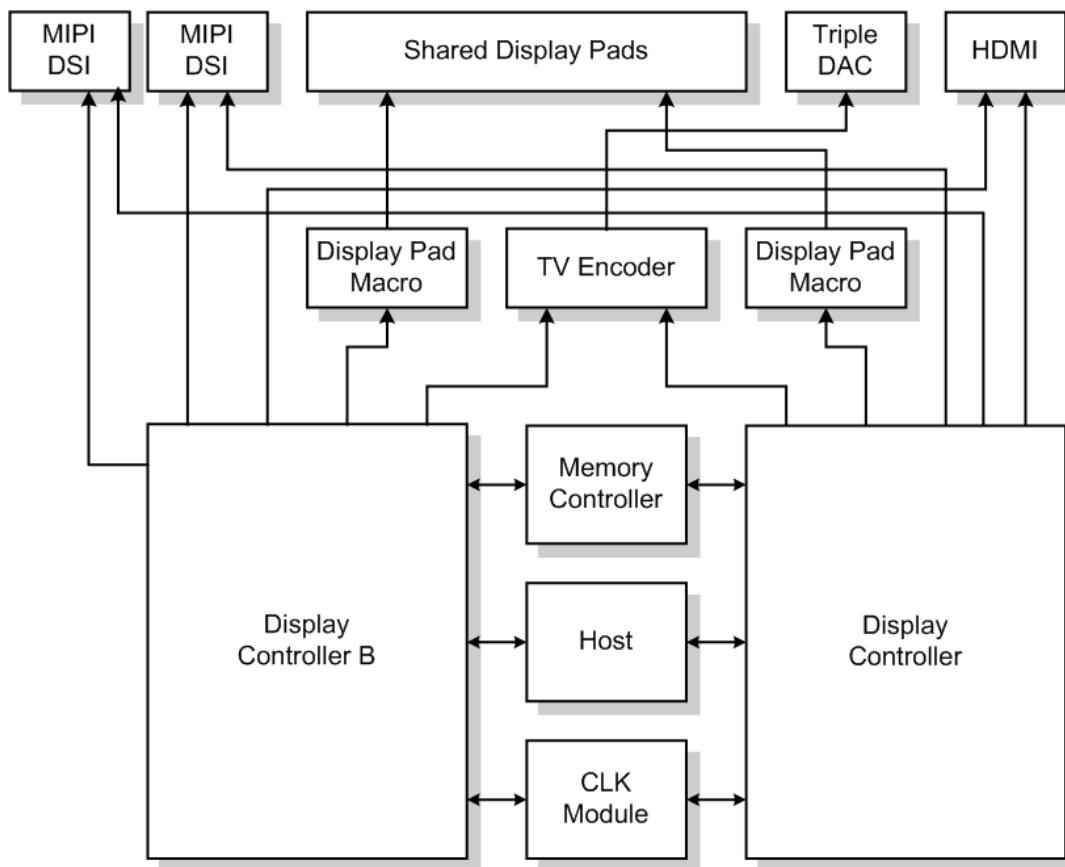 MIPI
DSI
MIPI
DSI
Shared Display Pads
Triple
DAC
HDMI
Display Pad
Macro
TV Encoder
Display Pad
Macro
Memory
Controller
Display
Controller B
Host
Display
Controller
CLK
Module